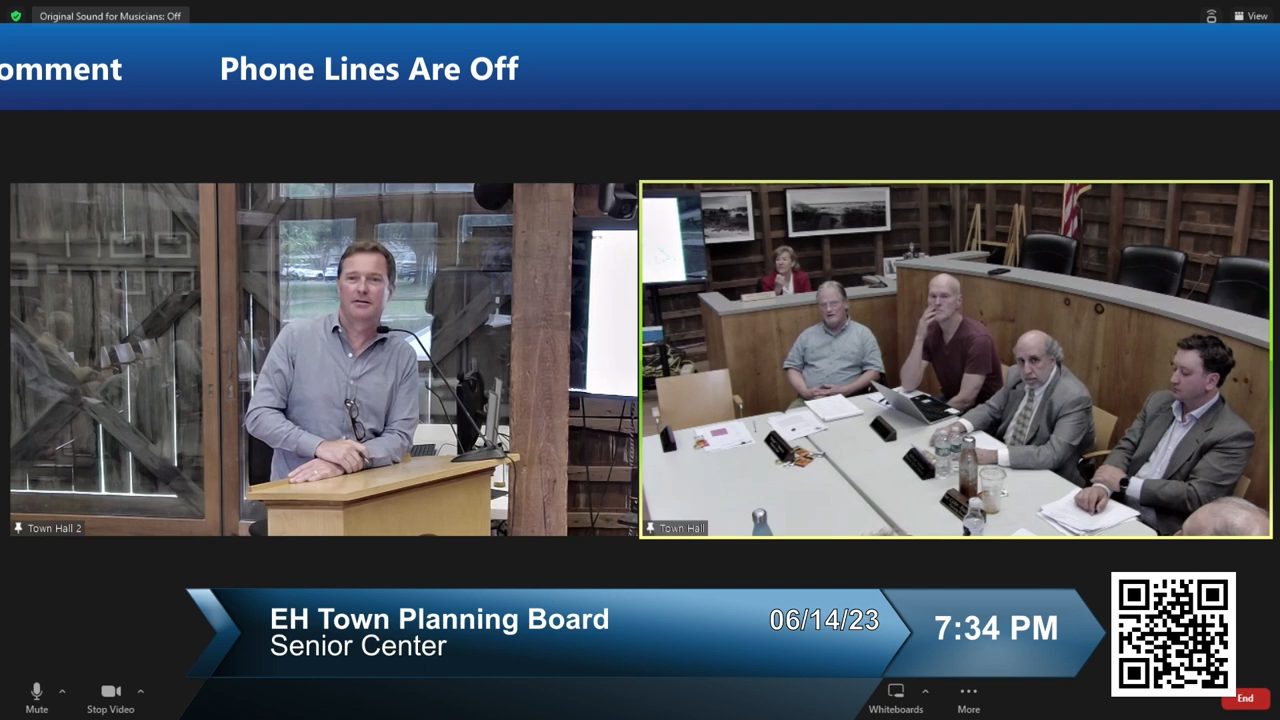 Original Sound for Musicians: Off
View
omment
Phone Lines Are Off
Town Hall 2
Town Hall
EH Town Planning Board
Senior Center
06/14/23
7:34 PM
Mute
Stop Video
Whiteboards
More
End